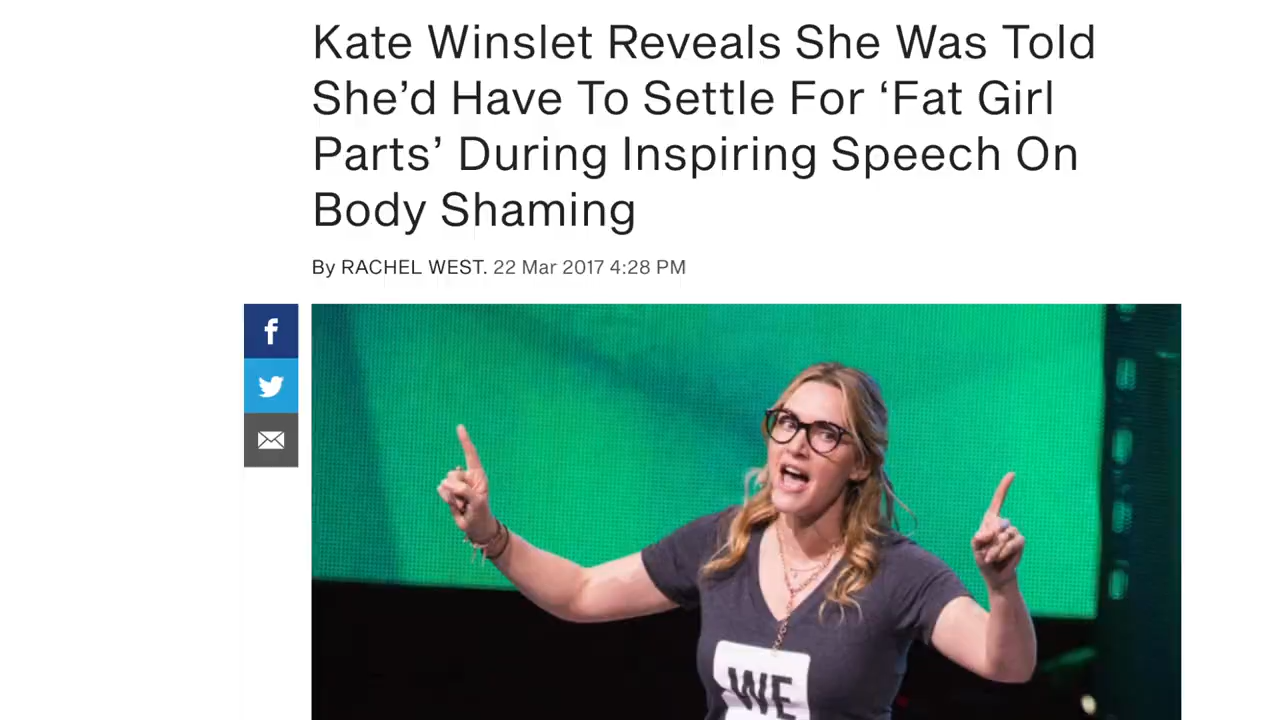 Kate Winslet Reveals She Was Told
She’d Have To Settle For ‘Fat Girl
Parts’ During Inspiring Speech On
Body Shaming
By RACHEL WEST. 22 Mar 2017 4:28 PM
f
WE